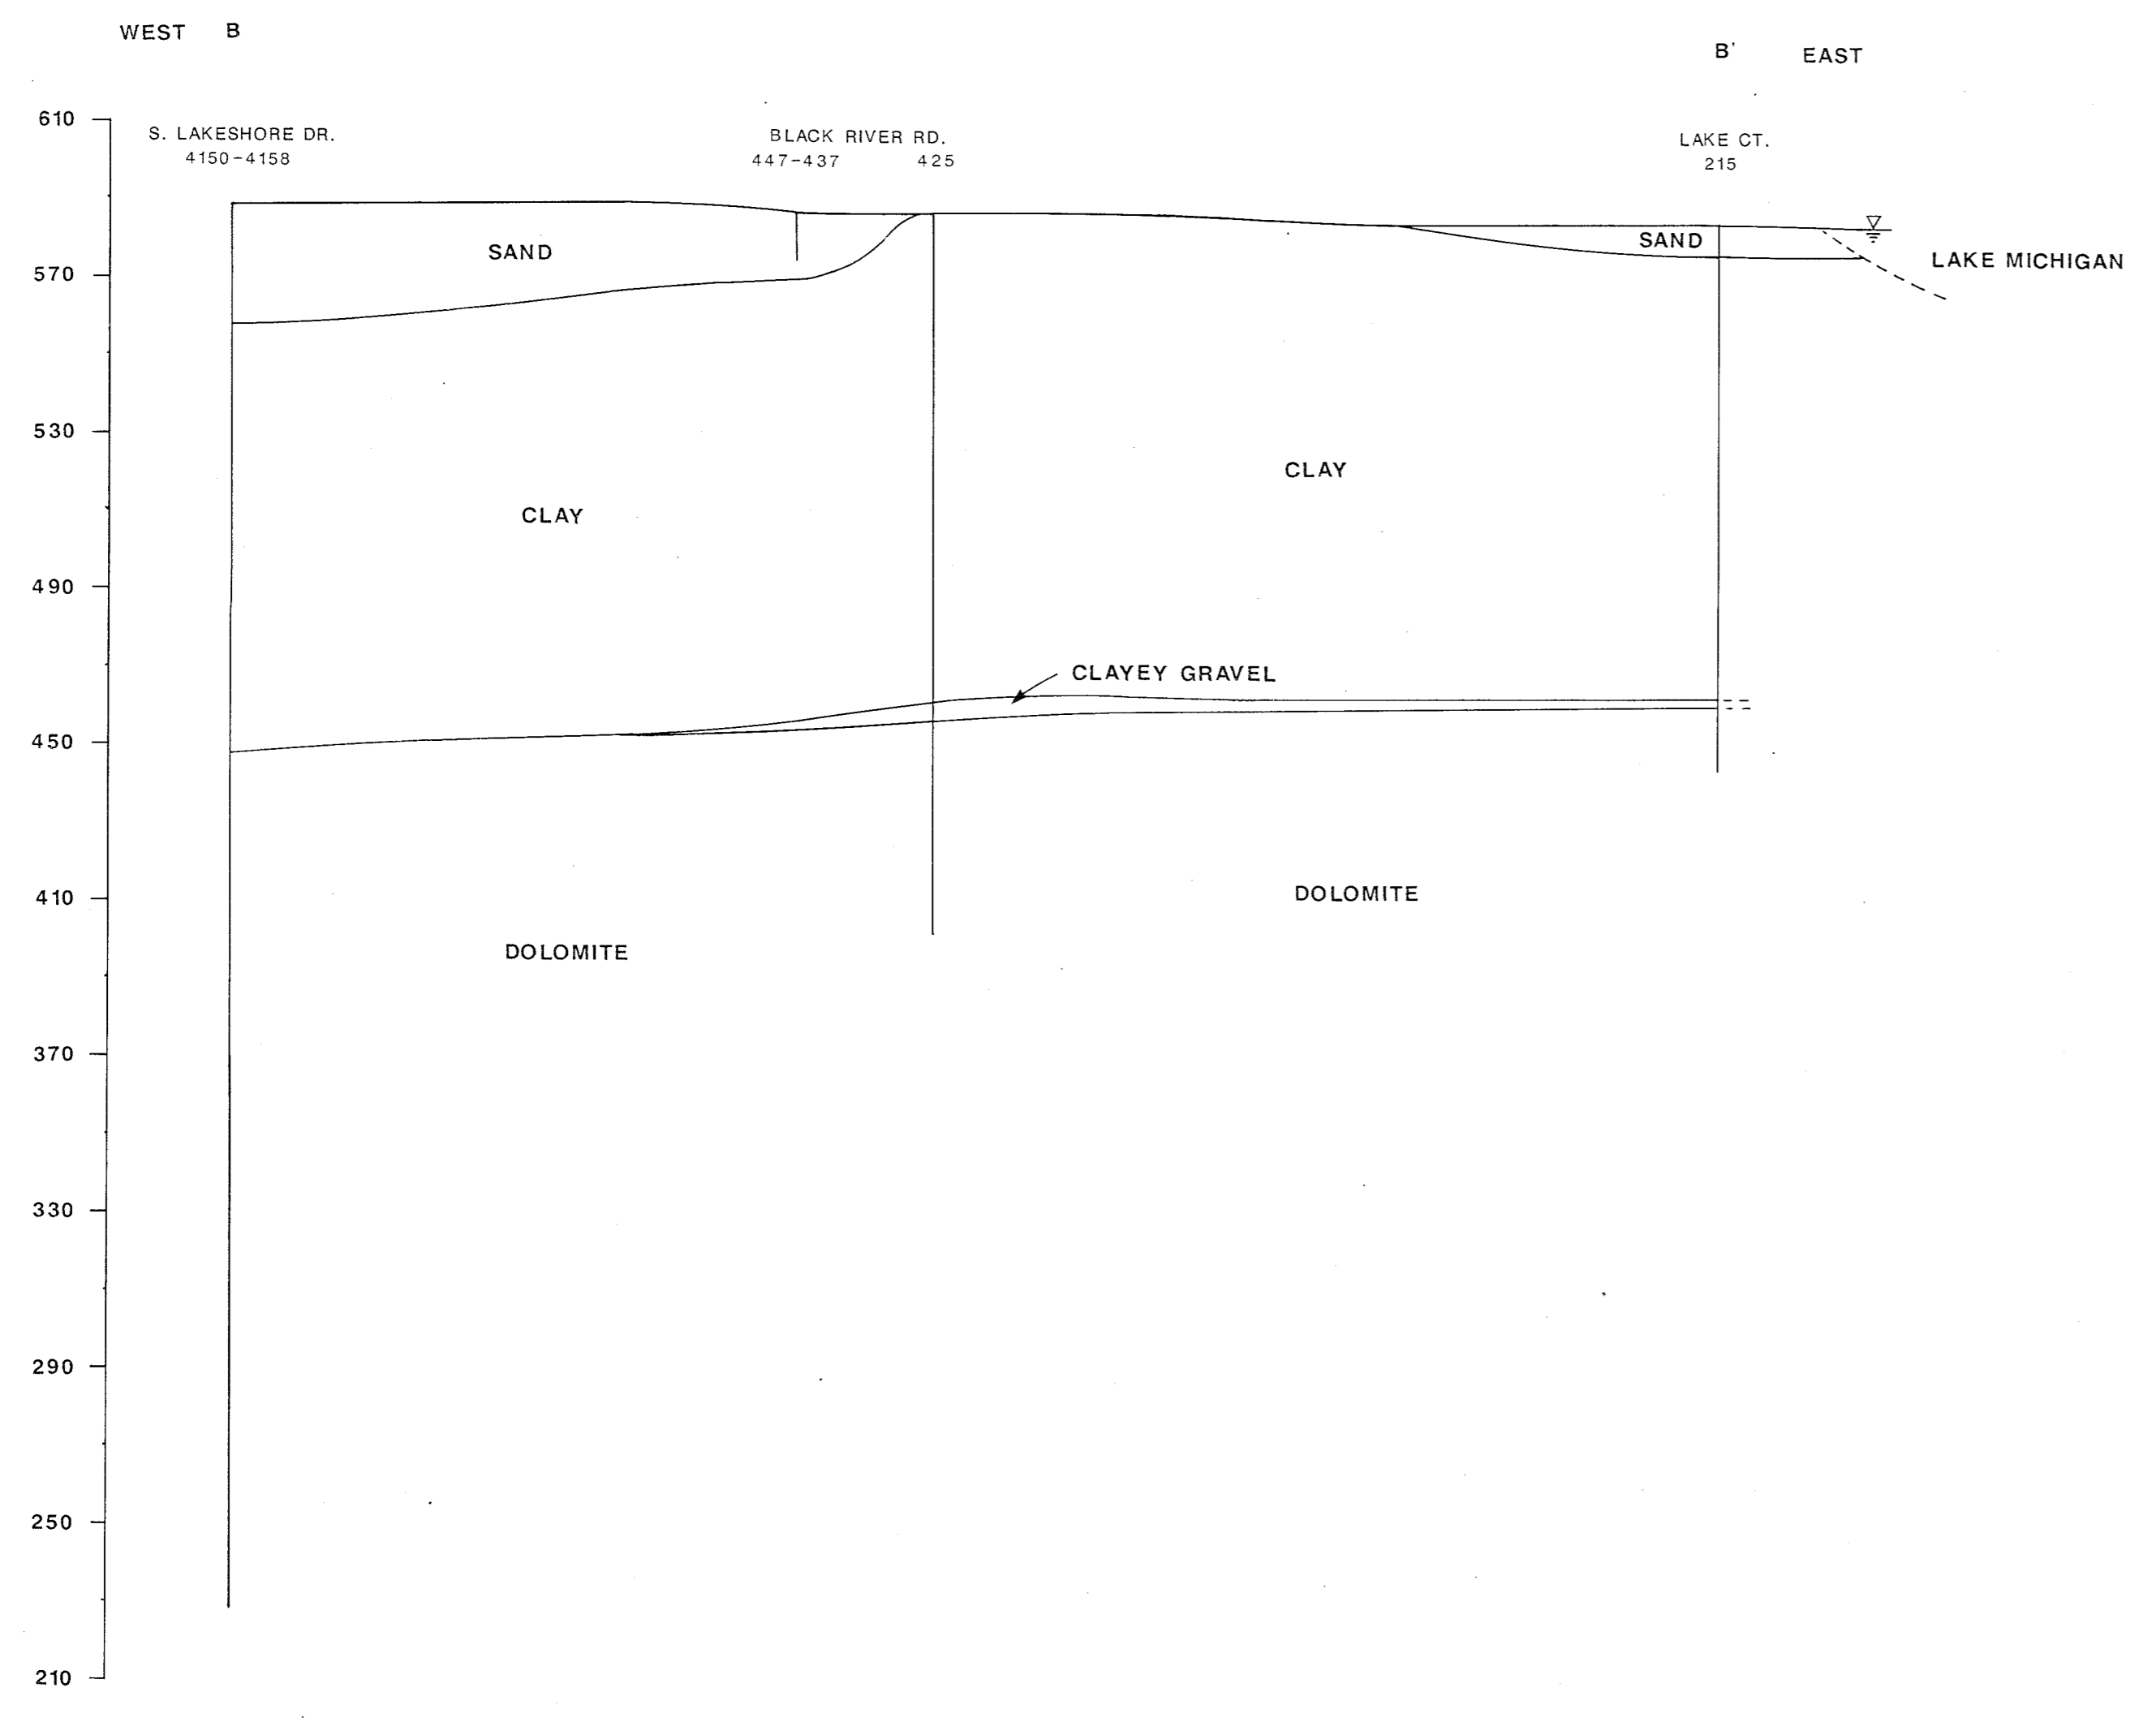 WEST B
B' EAST
610
S. LAKESHORE DR.
4150-4158
BLACK RIVER RD.
447-437 425
LAKE CT.
215
SAND
SAND
570
LAKE MICHIGAN
530
CLAY
CLAY
490
CLAYEY GRAVEL
450
410
DOLOMITE
DOLOMITE
370
330
290
250
210